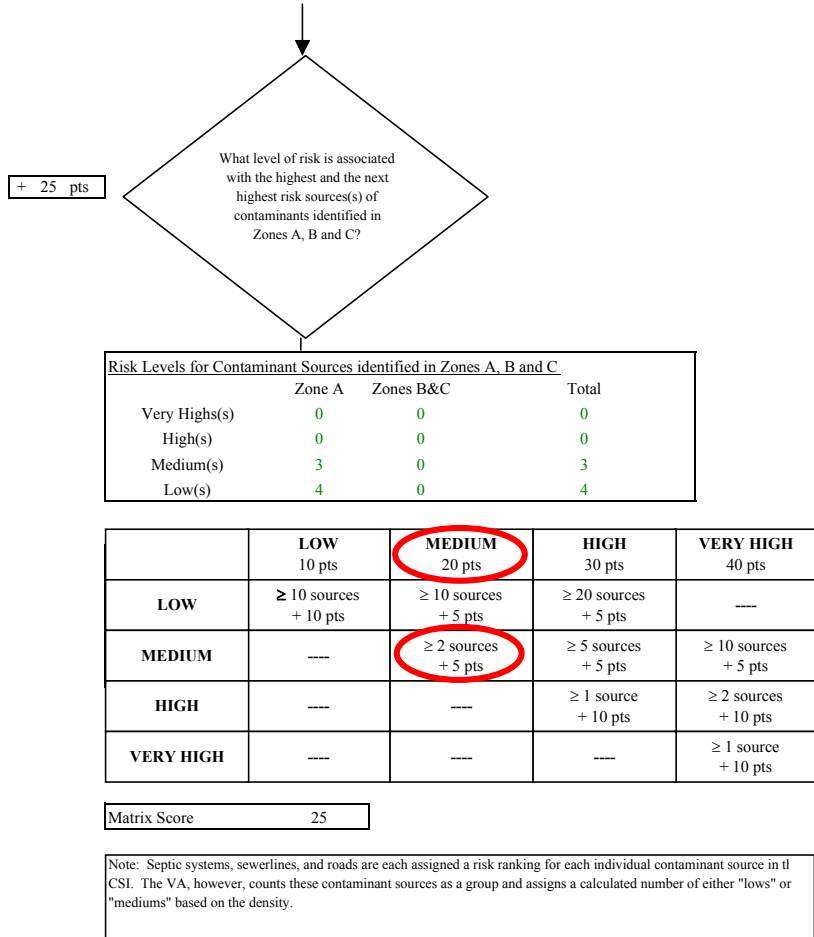 What level of risk is associated
with the highest and the next
highest risk sources(s) of
contaminants identified in
Zones A, B and C?
+ 25 pts
Risk Levels for Contaminant Sources identified in Zones A, B and C
Zone A Zones B&C Total
Very Highs(s) 0 0 0
High(s) 0 0 0
Medium(s) 3 0 3
Low(s) 4 0 4
LOW MEDIUM HIGH VERY HIGH
10 pts 20 pts 30 pts 40 pts
LOW ≥ 10 sources ≥ 10 sources ≥ 20 sources ----
+ 10 pts + 5 pts + 5 pts
MEDIUM ---- ≥ 2 sources ≥ 5 sources ≥ 10 sources
+ 5 pts + 5 pts + 5 pts
HIGH ---- ---- ≥ 1 source ≥ 2 sources
+ 10 pts + 10 pts
VERY HIGH ---- ---- ---- ≥ 1 source
+ 10 pts
Matrix Score 25
Note: Septic systems, sewerlines, and roads are each assigned a risk ranking for each individual contaminant source in
CSI. The VA, however, counts these contaminant sources as a group and assigns a calculated number of either "lows" or
"mediums" based on the density.